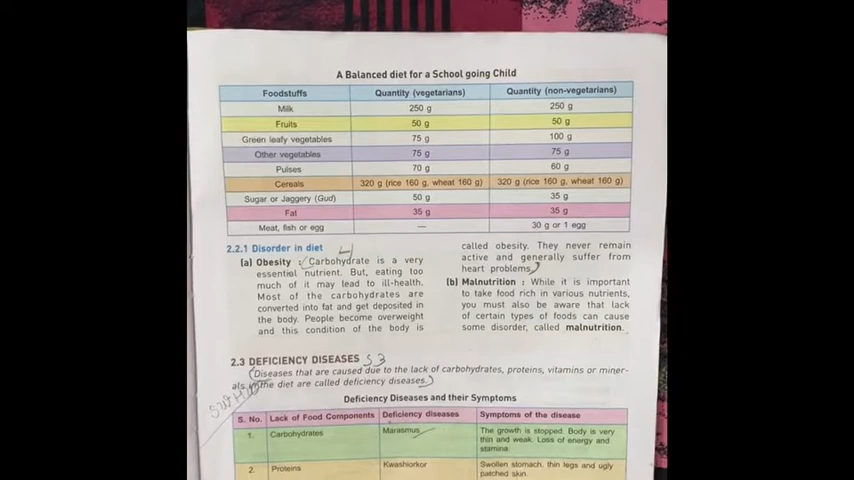 A Balanced diet for a School going Child
Foodstuffs Quantity (vegetarians) Quantity (non-vegetarians)
Milk 250 g 250 g
Fruits 50 g 50 g
Green leafy vegetables 75 g 100 g
Other vegetables 75 g 75 g
Pulses 70 g 60 g
Cereals 320 g (rice 160 g, wheat 160 g) 320 g (rice 160 g, wheat 160 g)
Sugar or Jaggery (Gud) 50 g 35 g
Fat 35 g 35 g
Meat, fish or egg — 30 g or 1 egg
2.2.1 Disorder in diet
(a) Obesity : Carbohydrate is a very
essential nutrient. But, eating too
much of it may lead to ill-health.
Most of the carbohydrates are
converted into fat and get deposited in
the body. People become overweight
and this condition of the body is
called obesity. They never remain
active and generally suffer from
heart problems.
(b) Malnutrition : While it is important
to take food rich in various nutrients,
you must also be aware that lack
of certain types of foods can cause
some disorder, called malnutrition.
2.3 DEFICIENCY DISEASES
Diseases that are caused due to the lack of carbohydrates, proteins, vitamins or miner-
als in the diet are called deficiency diseases.
Deficiency Diseases and their Symptoms
S. No. Lack of Food Components Deficiency diseases Symptoms of the disease
1. Carbohydrates Marasmus The growth is stopped. Body is very
thin and weak. Loss of energy and
stamina.
2. Proteins Kwashiorkor Swollen stomach, thin legs and ugly
patched skin.